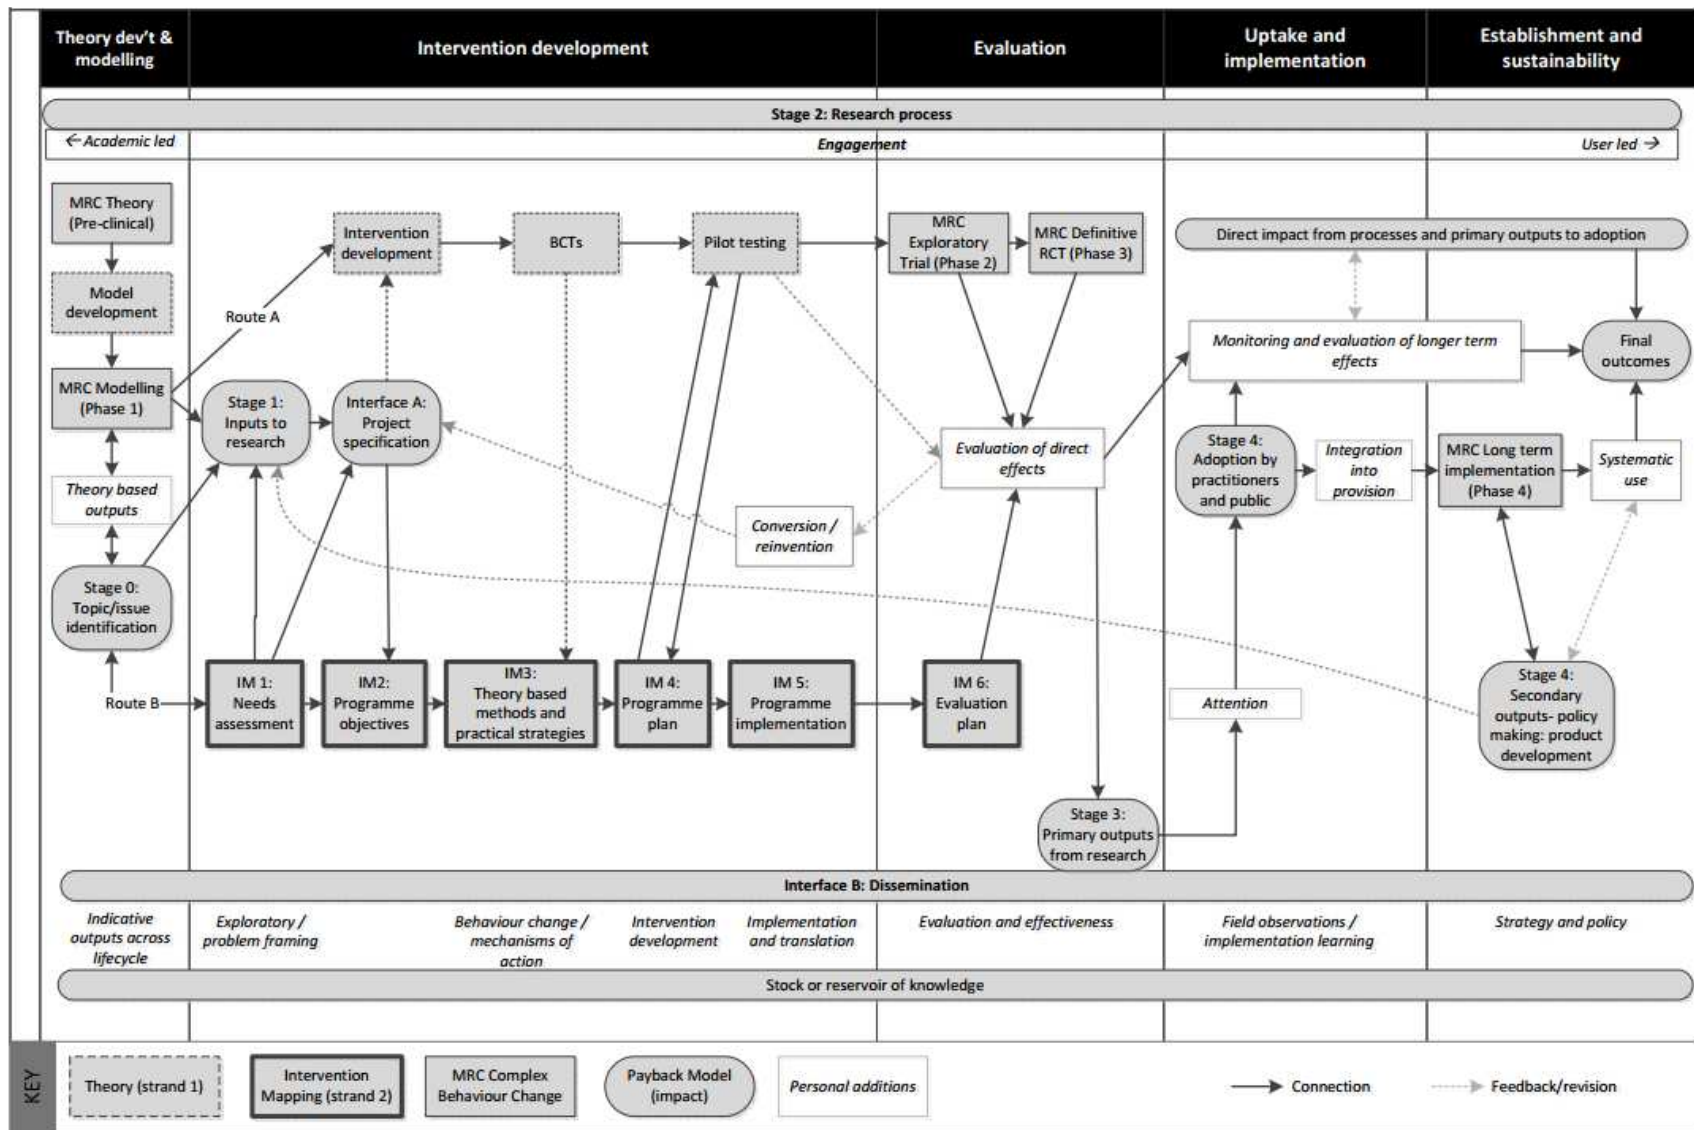 Theory dev't &
modelling
Intervention development
Evaluation
Uptake and
implementation
Establishment and
sustainability
Stage 2: Research process
← Academic led
Engagement
User led →
MRC Theory
(Pre-clinical)
Model
development
MRC Modelling
(Phase 1)
Theory based
outputs
Stage 0:
Topic/issue
identification
Route A
Route B
Stage 1:
Inputs to
research
Interface A:
Project
specification
Intervention
development
BCTs
Pilot testing
MRC
Exploratory
Trial (Phase 2)
MRC Definitive
RCT (Phase 3)
Direct impact from processes and primary outputs to adoption
Monitoring and evaluation of longer term
effects
Final
outcomes
Evaluation of direct
effects
Conversion /
reinvention
Stage 4:
Adoption by
practitioners
and public
Integration
into
provision
MRC Long term
implementation
(Phase 4)
Systematic
use
IM 1:
Needs
assessment
IM2:
Programme
objectives
IM3:
Theory based
methods and
practical strategies
IM 4:
Programme
plan
IM 5:
Programme
implementation
IM 6:
Evaluation
plan
Attention
Stage 4:
Secondary
outputs- policy
making: product
development
Stage 3:
Primary outputs
from research
Interface B: Dissemination
Indicative
outputs across
lifecycle
Exploratory /
problem framing
Behaviour change /
mechanisms of
action
Intervention
development
Implementation
and translation
Evaluation and effectiveness
Field observations /
implementation learning
Strategy and policy
Stock or reservoir of knowledge
KEY
Theory (strand 1)
Intervention
Mapping (strand 2)
MRC Complex
Behaviour Change
Payback Model
(impact)
Personal additions
Connection
Feedback/revision